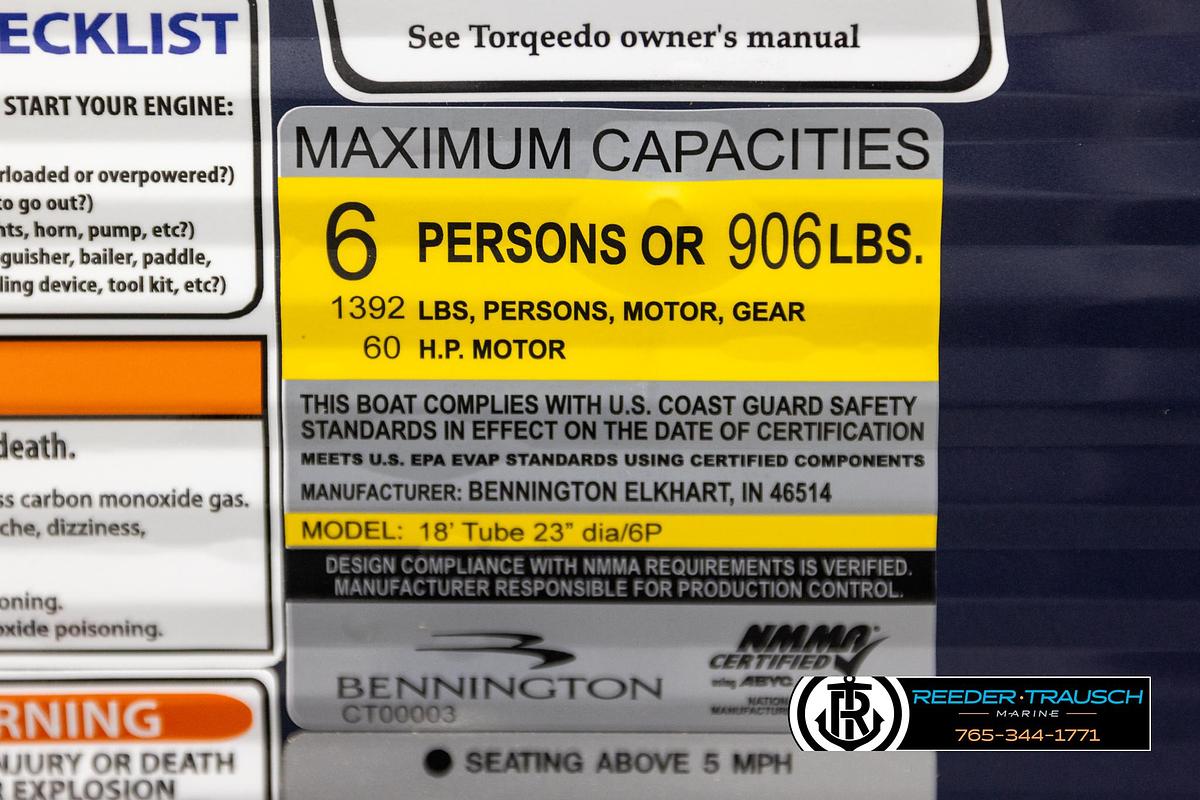 ECKLIST
START YOUR ENGINE:
rloaded or overpowered?)
to go out?)
nts, horn, pump, etc?)
guisher, bailer, paddle,
ling device, tool kit, etc?)
death.
ss carbon monoxide gas.
che, dizziness,
oning.
oxide poisoning.
RNING
NJURY OR DEATH
R EXPLOSION
See Torqeedo owner's manual
MAXIMUM CAPACITIES
6 PERSONS OR 906 LBS.
1392 LBS, PERSONS, MOTOR, GEAR
60 H.P. MOTOR
THIS BOAT COMPLIES WITH U.S. COAST GUARD SAFETY
STANDARDS IN EFFECT ON THE DATE OF CERTIFICATION
MEETS U.S. EPA EVAP STANDARDS USING CERTIFIED COMPONENTS
MANUFACTURER: BENNINGTON ELKHART, IN 46514
MODEL: 18' Tube 23" dia/6P
DESIGN COMPLIANCE WITH NMMA REQUIREMENTS IS VERIFIED.
MANUFACTURER RESPONSIBLE FOR PRODUCTION CONTROL.
BENNINGTON
CT00003
NMMA®
CERTIFIED
using ABYC
NATION
MANUFACTUR
SEATING ABOVE 5 MPH
TR
REEDER·TRAUSCH
MARINE
765-344-1771